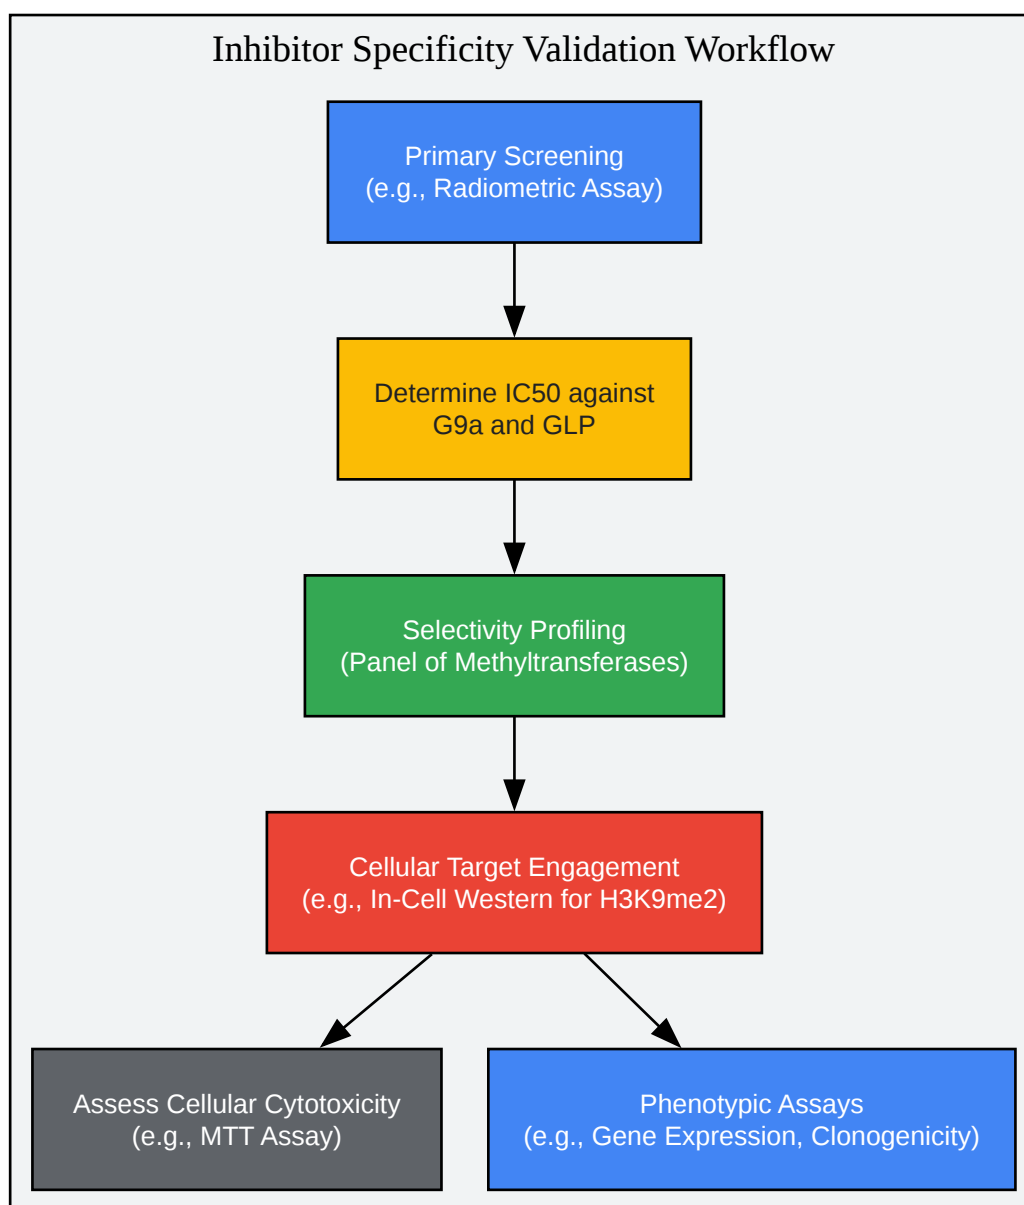 Inhibitor Specificity Validation Workflow
Primary Screening
(e.g., Radiometric Assay)
Determine IC50 against
G9a and GLP
Selectivity Profiling
(Panel of Methyltransferases)
Cellular Target Engagement
(e.g., In-Cell Western for H3K9me2)
Assess Cellular Cytotoxicity
(e.g., MTT Assay)
Phenotypic Assays
(e.g., Gene Expression, Clonogenicity)